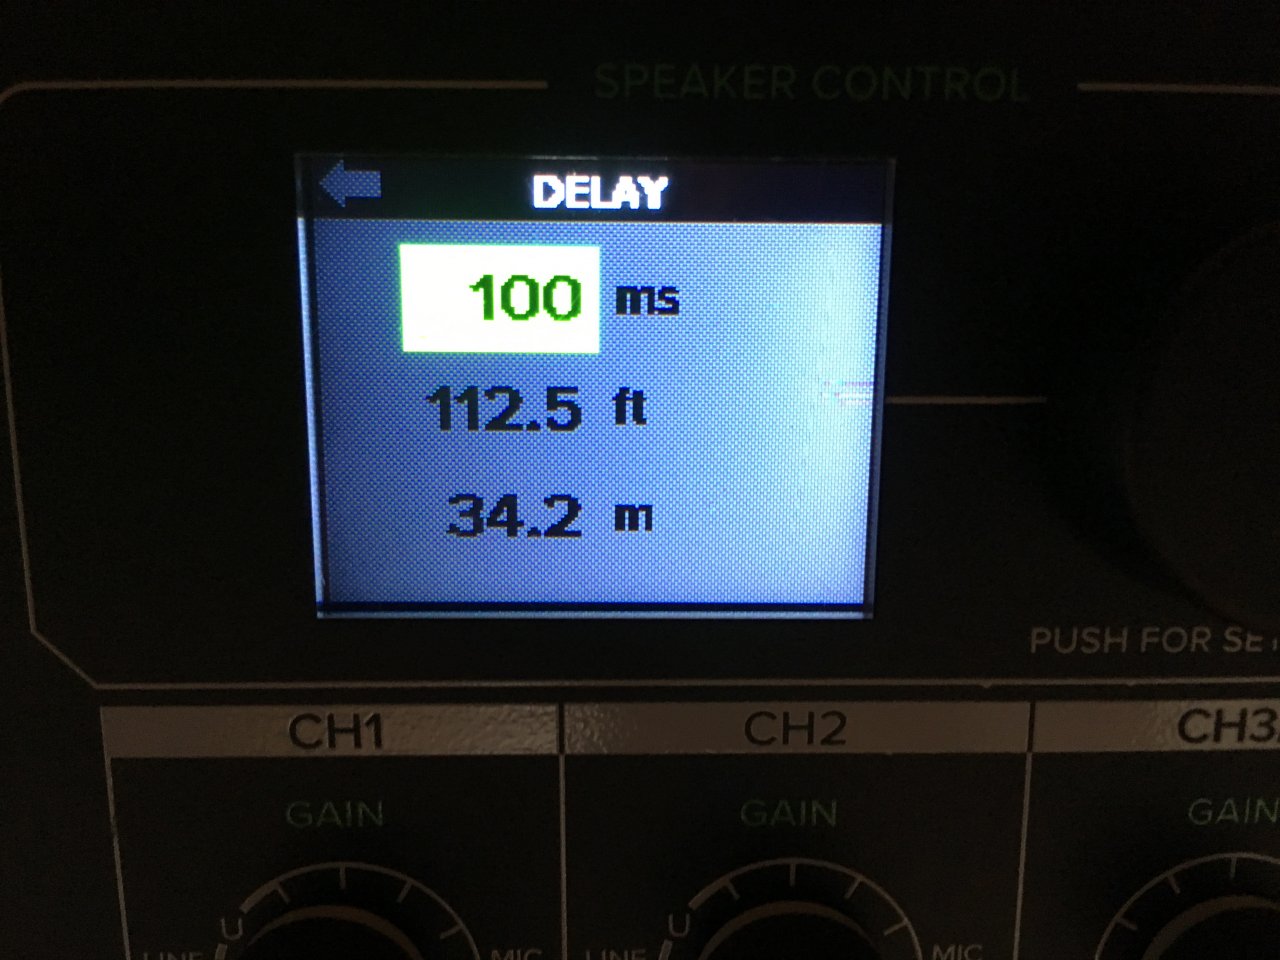 SPEAKER CONTROL
DELAY
100 ms
112.5 ft
34.2 m
PUSH FOR
CH1 CH2 CH3
GAIN GAIN GAIN
U U
LINE MIC LINE MIC